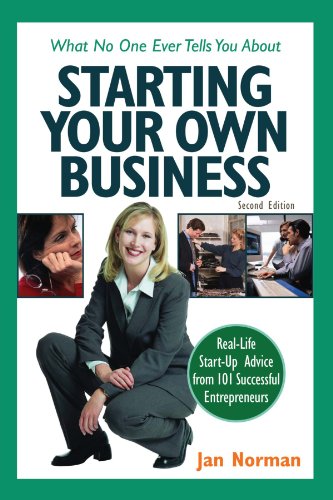 What No One Ever Tells You About
STARTING
YOUR OWN
BUSINESS
Second Edition
Real-Life
Start-Up Advice
from 101 Successful
Entrepreneurs
Jan Norman